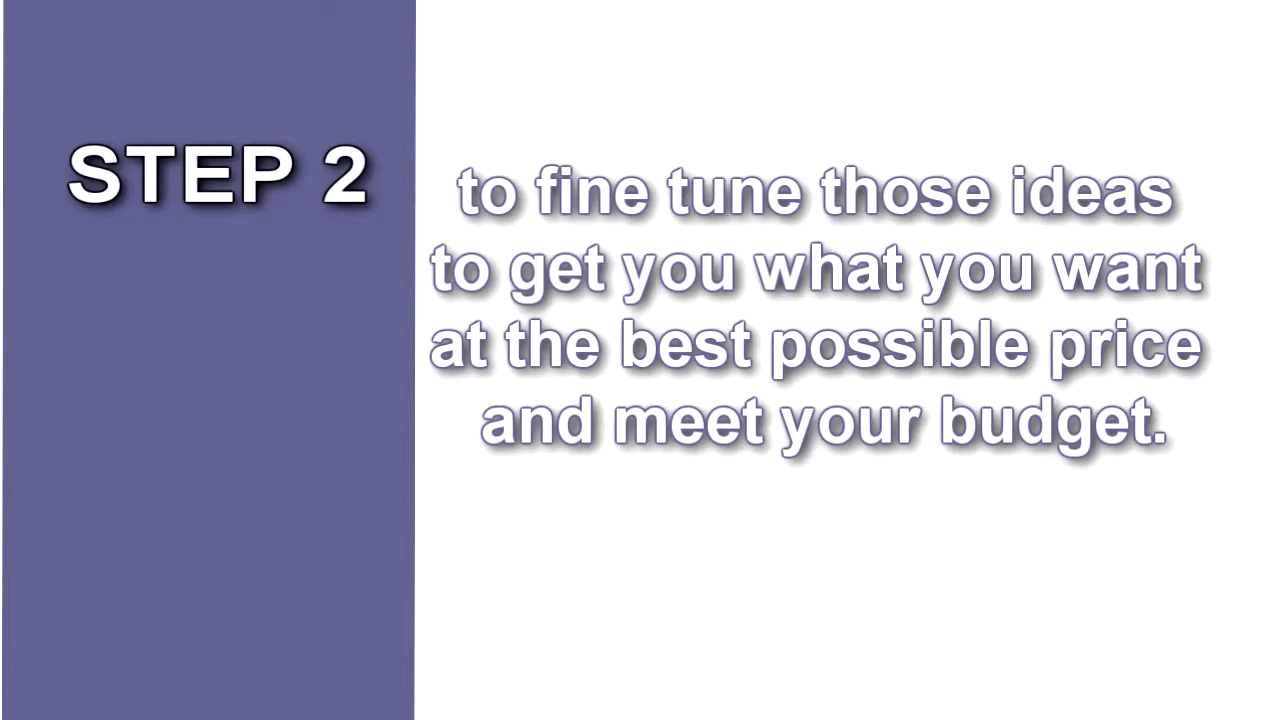 STEP 2
to fine tune those ideas
to get you what you want
at the best possible price
and meet your budget.